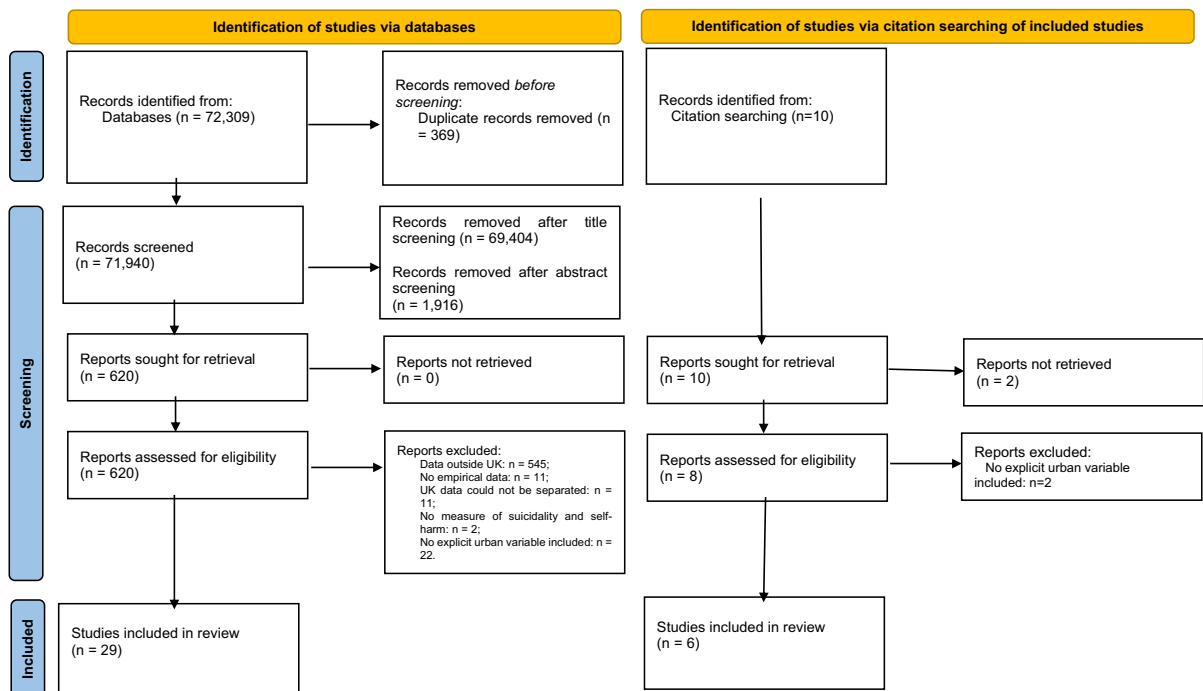 Identification of studies via databases
Identification of studies via citation searching of included studies
Identification
Records identified from:
Databases (n = 72,309)
Records removed before
screening:
Duplicate records removed (n
= 369)
Records identified from:
Citation searching (n=10)
Screening
Records screened
(n = 71,940)
Records removed after title
screening (n = 69,404)
Records removed after abstract
screening
(n = 1,916)
Reports sought for retrieval
(n = 620)
Reports not retrieved
(n = 0)
Reports sought for retrieval
(n = 10)
Reports not retrieved
(n = 2)
Reports assessed for eligibility
(n = 620)
Reports excluded:
Data outside UK: n = 545;
No empirical data: n = 11;
UK data could not be separated: n =
11;
No measure of suicidality and self-
harm: n = 2;
No explicit urban variable included: n =
22.
Reports assessed for eligibility
(n = 8)
Reports excluded:
No explicit urban variable
included: n=2
Included
Studies included in review
(n = 29)
Studies included in review
(n = 6)